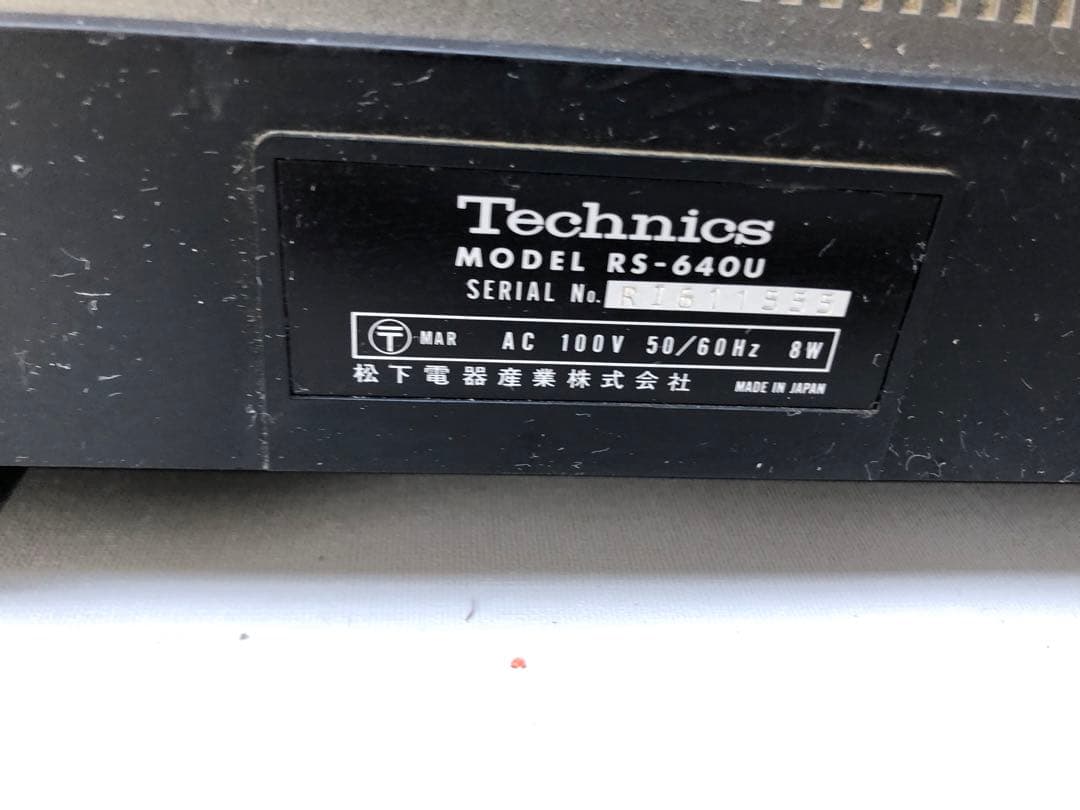 Technics
MODEL RS-640U
SERIAL No. RI611555
〒 MAR AC 100V 50/60Hz 8W
松下電器産業株式会社 MADE IN JAPAN